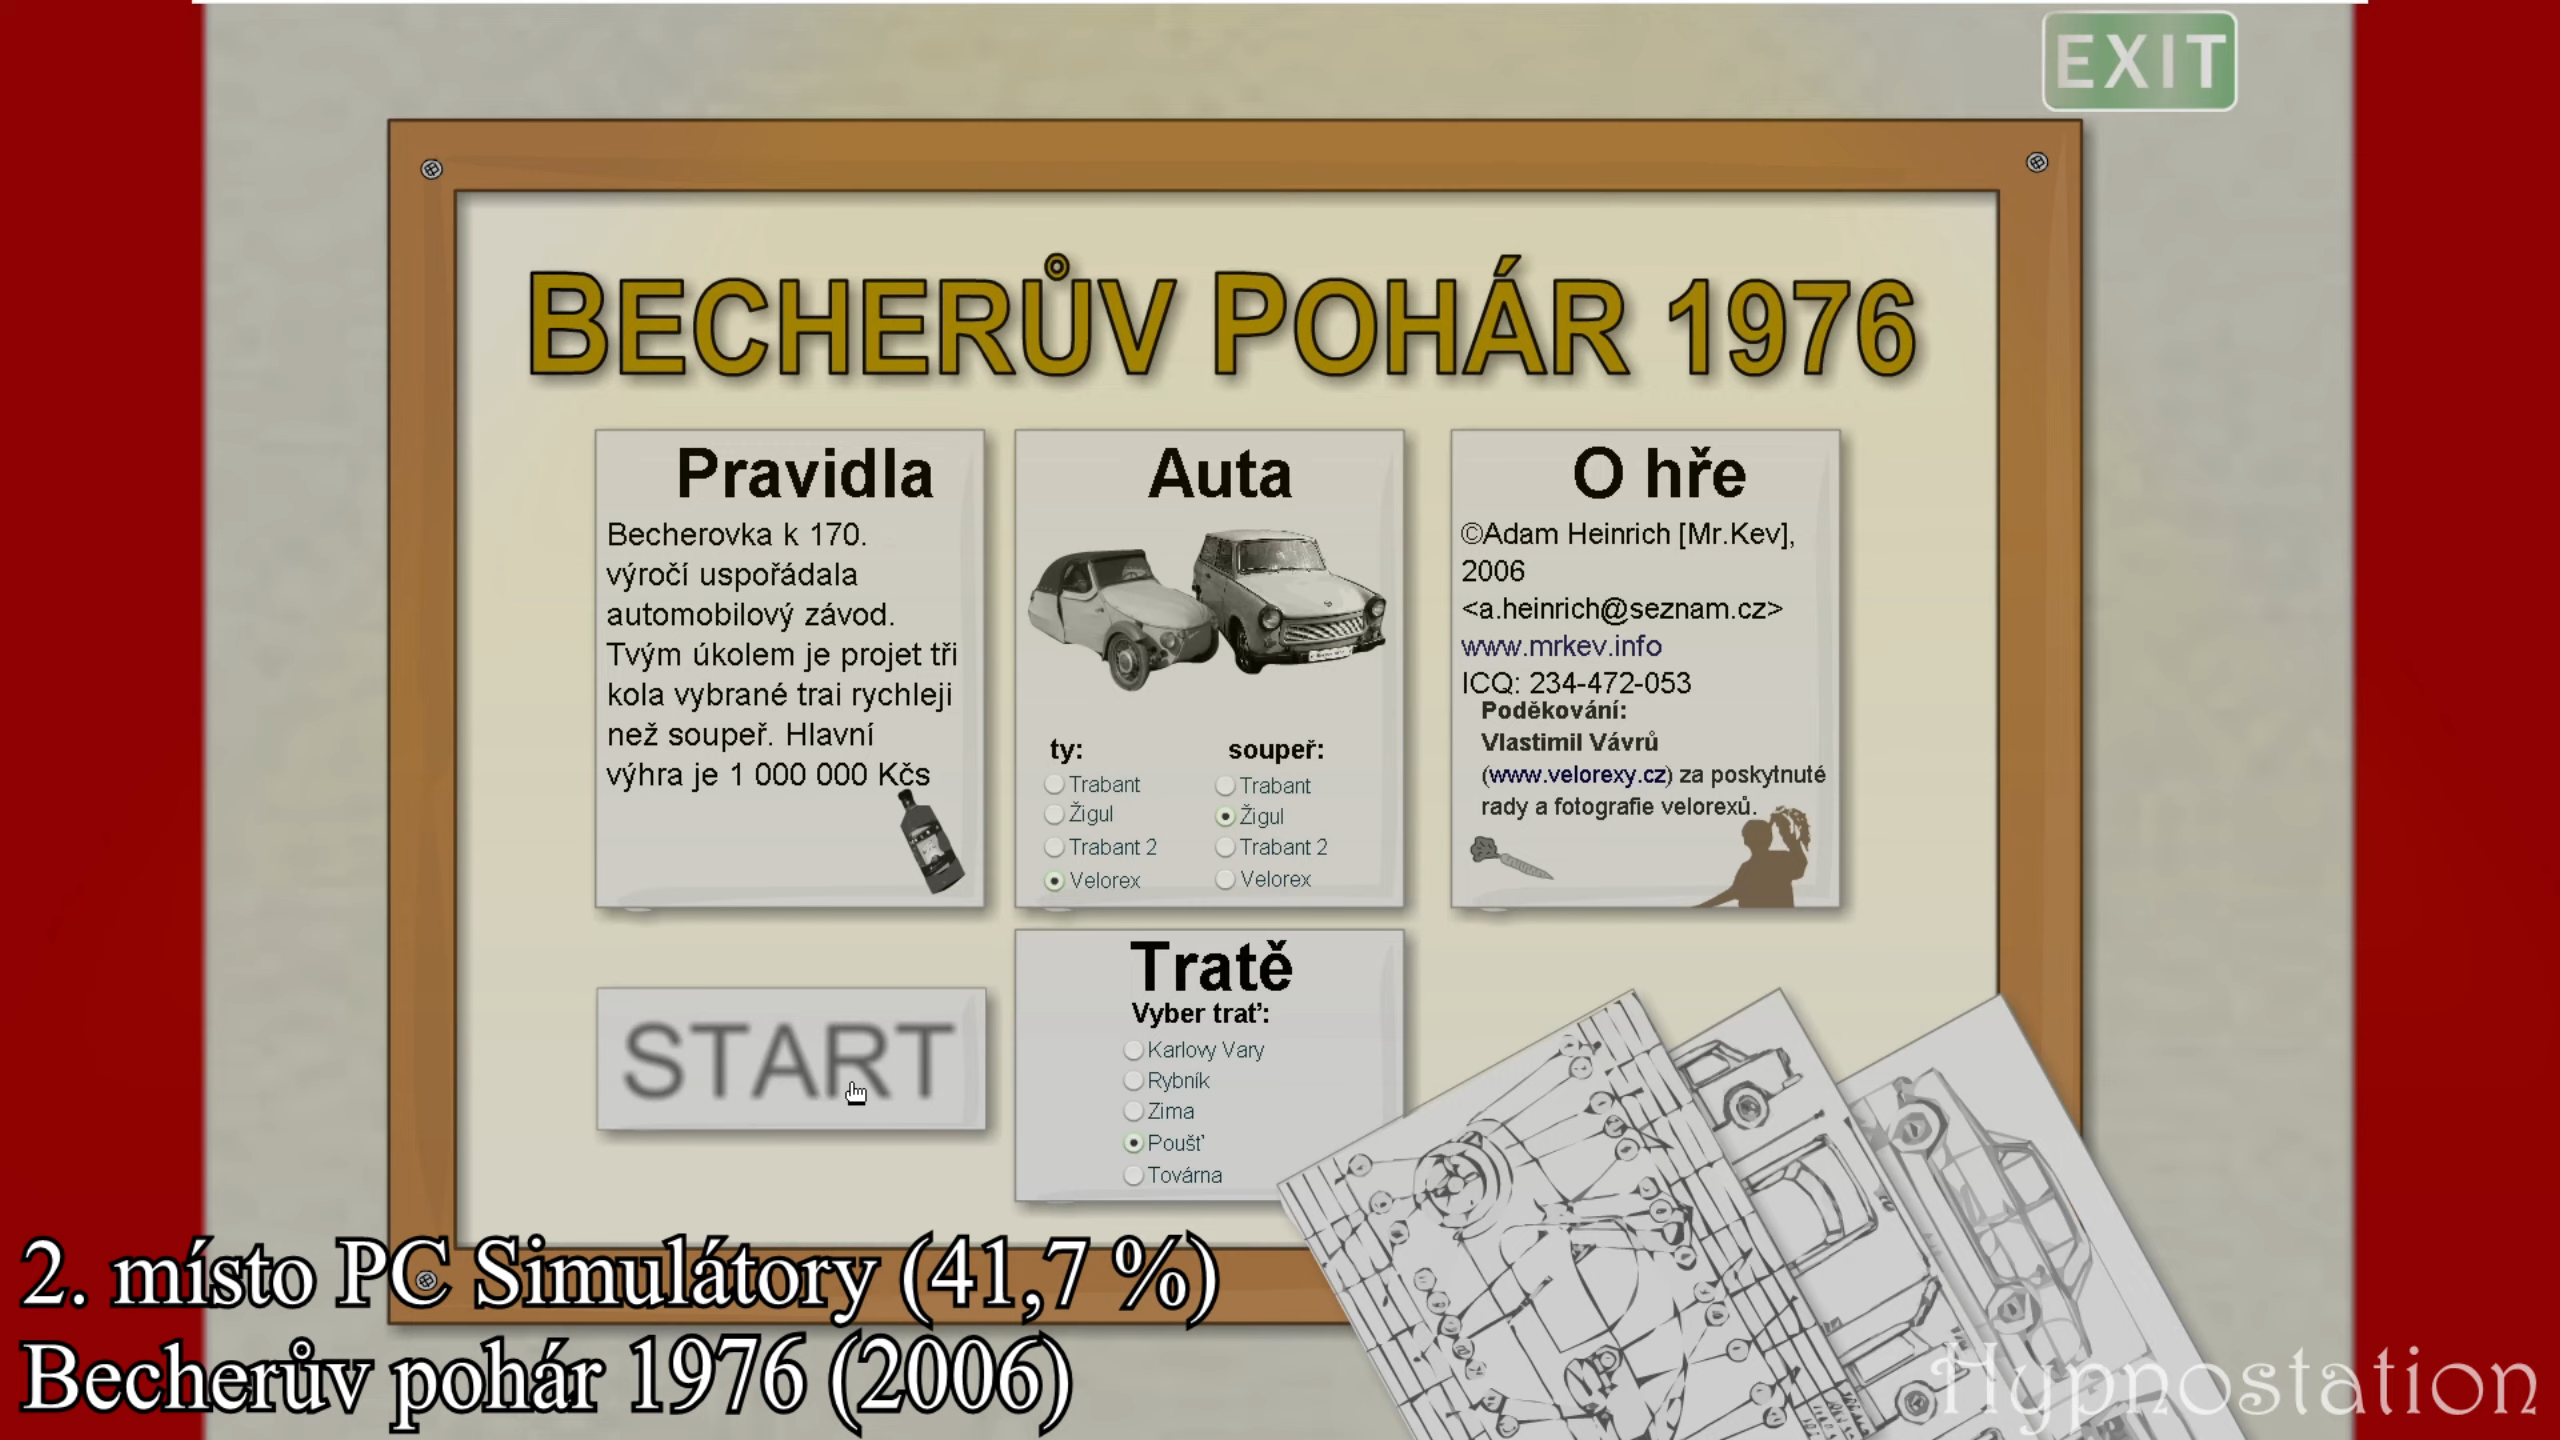 EXIT
BECHERŮV POHÁR 1976
Pravidla
Becherovka k 170.
výročí uspořádala
automobilový závod.
Tvým úkolem je projet tři
kola vybrané trai rychleji
než soupeř. Hlavní
výhra je 1 000 000 Kčs
Auta
ty:
Trabant
Žigul
Trabant 2
Velorex
soupeř:
Trabant
Žigul
Trabant 2
Velorex
O hře
©Adam Heinrich [Mr.Kev],
2006
<a.heinrich@seznam.cz>
www.mrkev.info
ICQ: 234-472-053
Poděkování:
Vlastimil Vávrů
(www.velorexy.cz) za poskytnuté
rady a fotografie velorexů.
START
Tratě
Vyber trať:
Karlovy Vary
Rybník
Zima
Poušť
Továrna
2. místo PC Simulátory (41,7 %)
Becherův pohár 1976 (2006)
Hypnostation